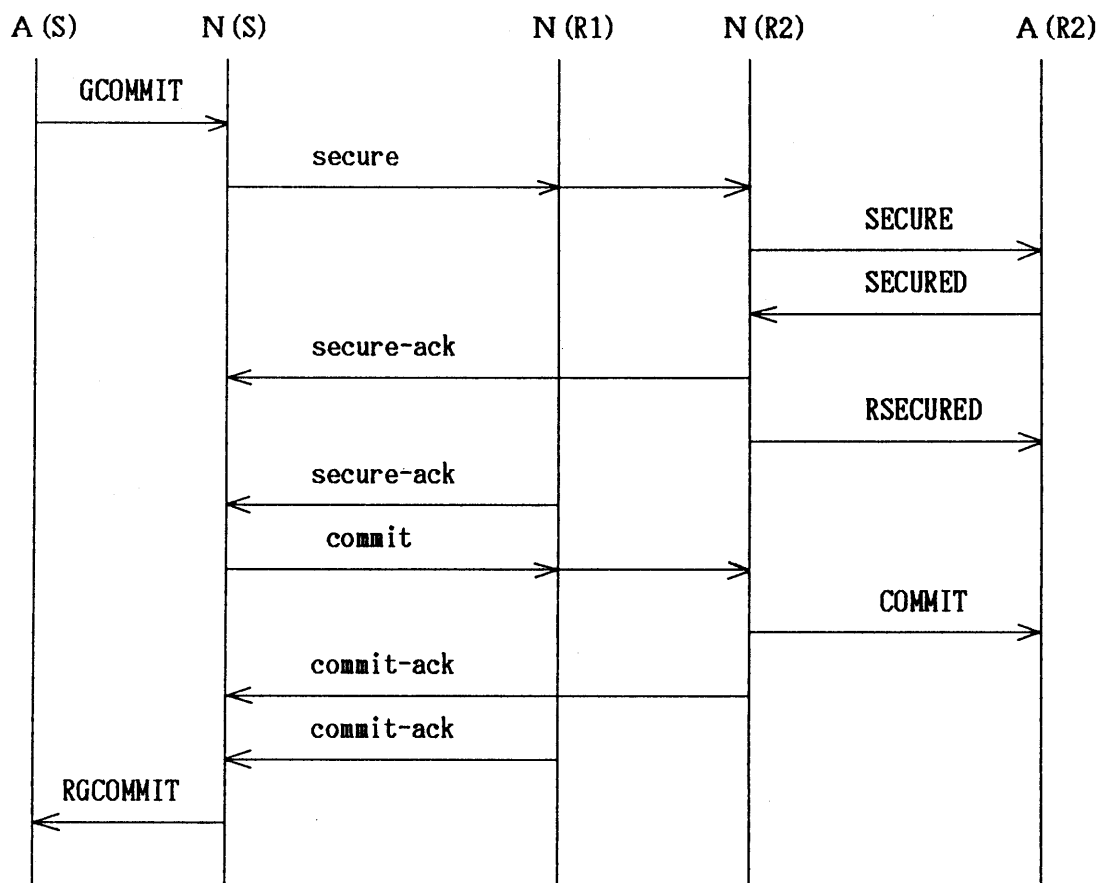 A (S) N (S) N (R1) N (R2) A (R2)
GCOMMIT
secure
SECURE
SECURED
secure-ack
RSECURED
secure-ack
commit
COMMIT
commit-ack
commit-ack
RGCOMMIT